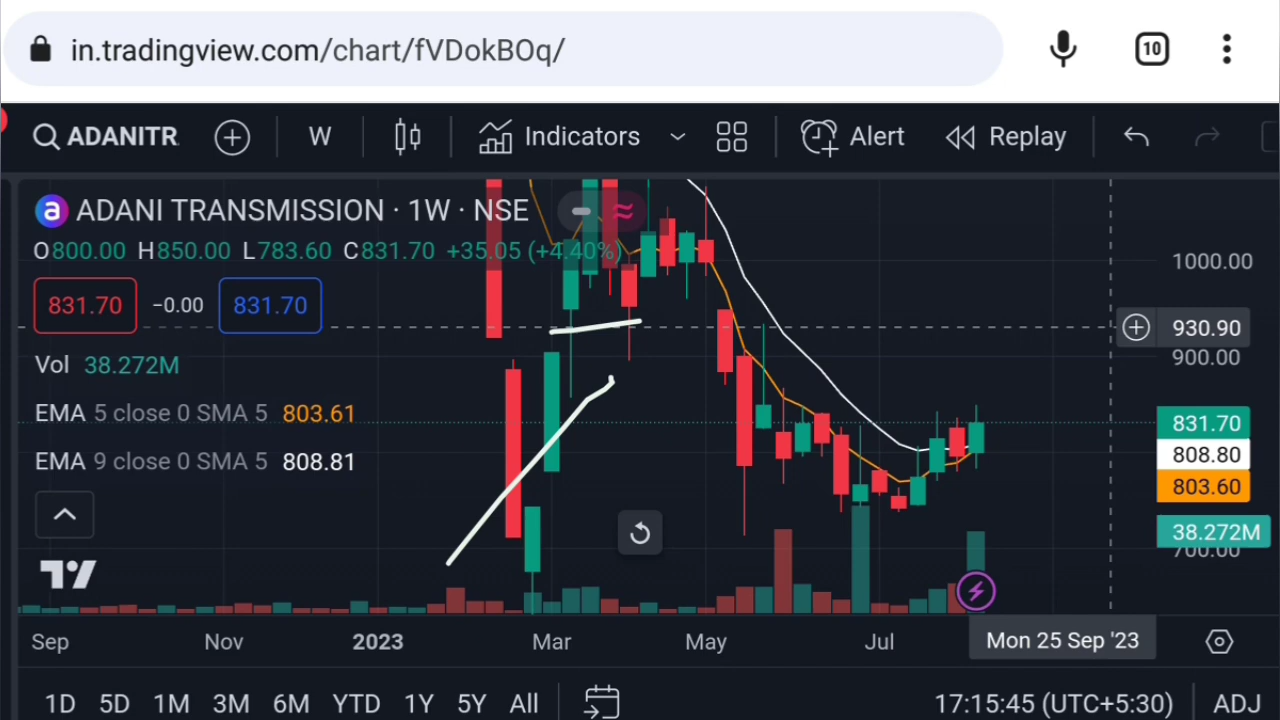 in.tradingview.com/chart/fVDokBOq/ 10
ADANITR W Indicators Alert Replay
a ADANI TRANSMISSION · 1W · NSE
O800.00 H850.00 L783.60 C831.70 +35.05 (+4.40%)
1000.00
831.70 −0.00 831.70
930.90
900.00
Vol 38.272M
EMA 5 close 0 SMA 5 803.61
831.70
EMA 9 close 0 SMA 5 808.81
808.80
803.60
38.272M
700.00
Sep Nov 2023 Mar May Jul Mon 25 Sep '23
1D 5D 1M 3M 6M YTD 1Y 5Y All 17:15:45 (UTC+5:30) ADJ